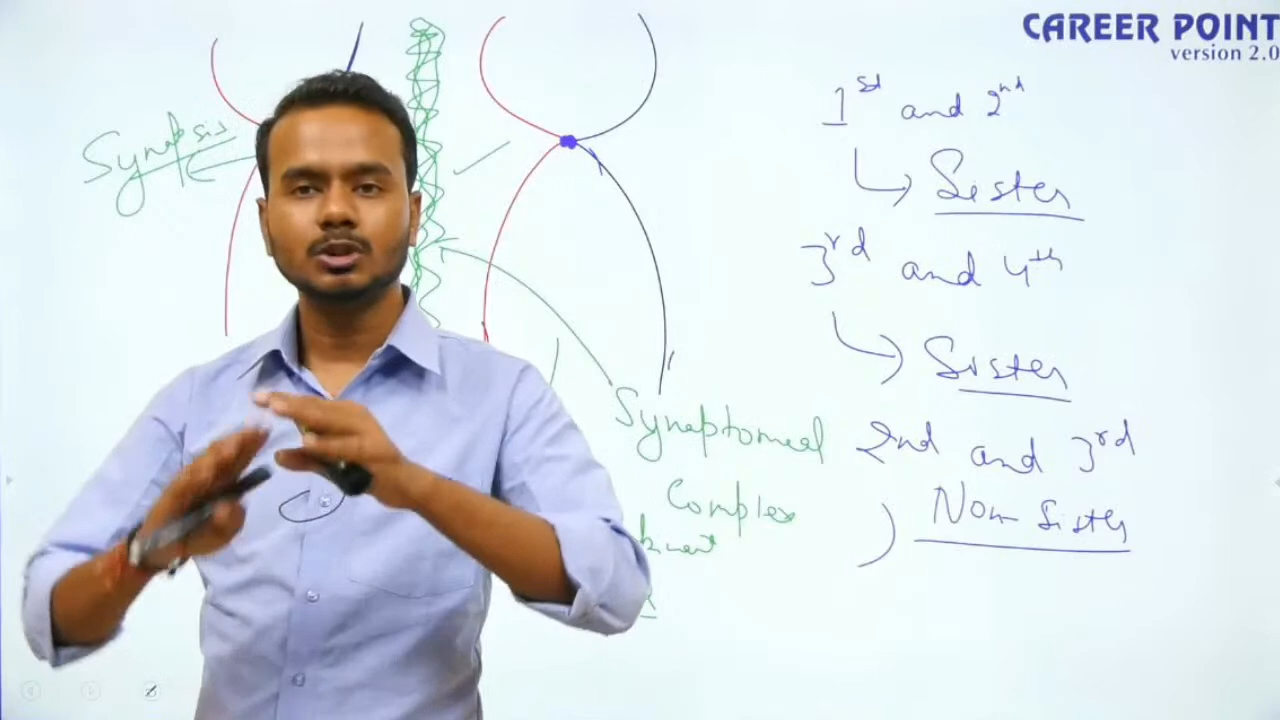 CAREER POINT
version 2.0
1st and 2nd
Sister
Synapsis
3rd and 4th
Sister
Synaptomeal
Complex
2nd and 3rd
Non Sister